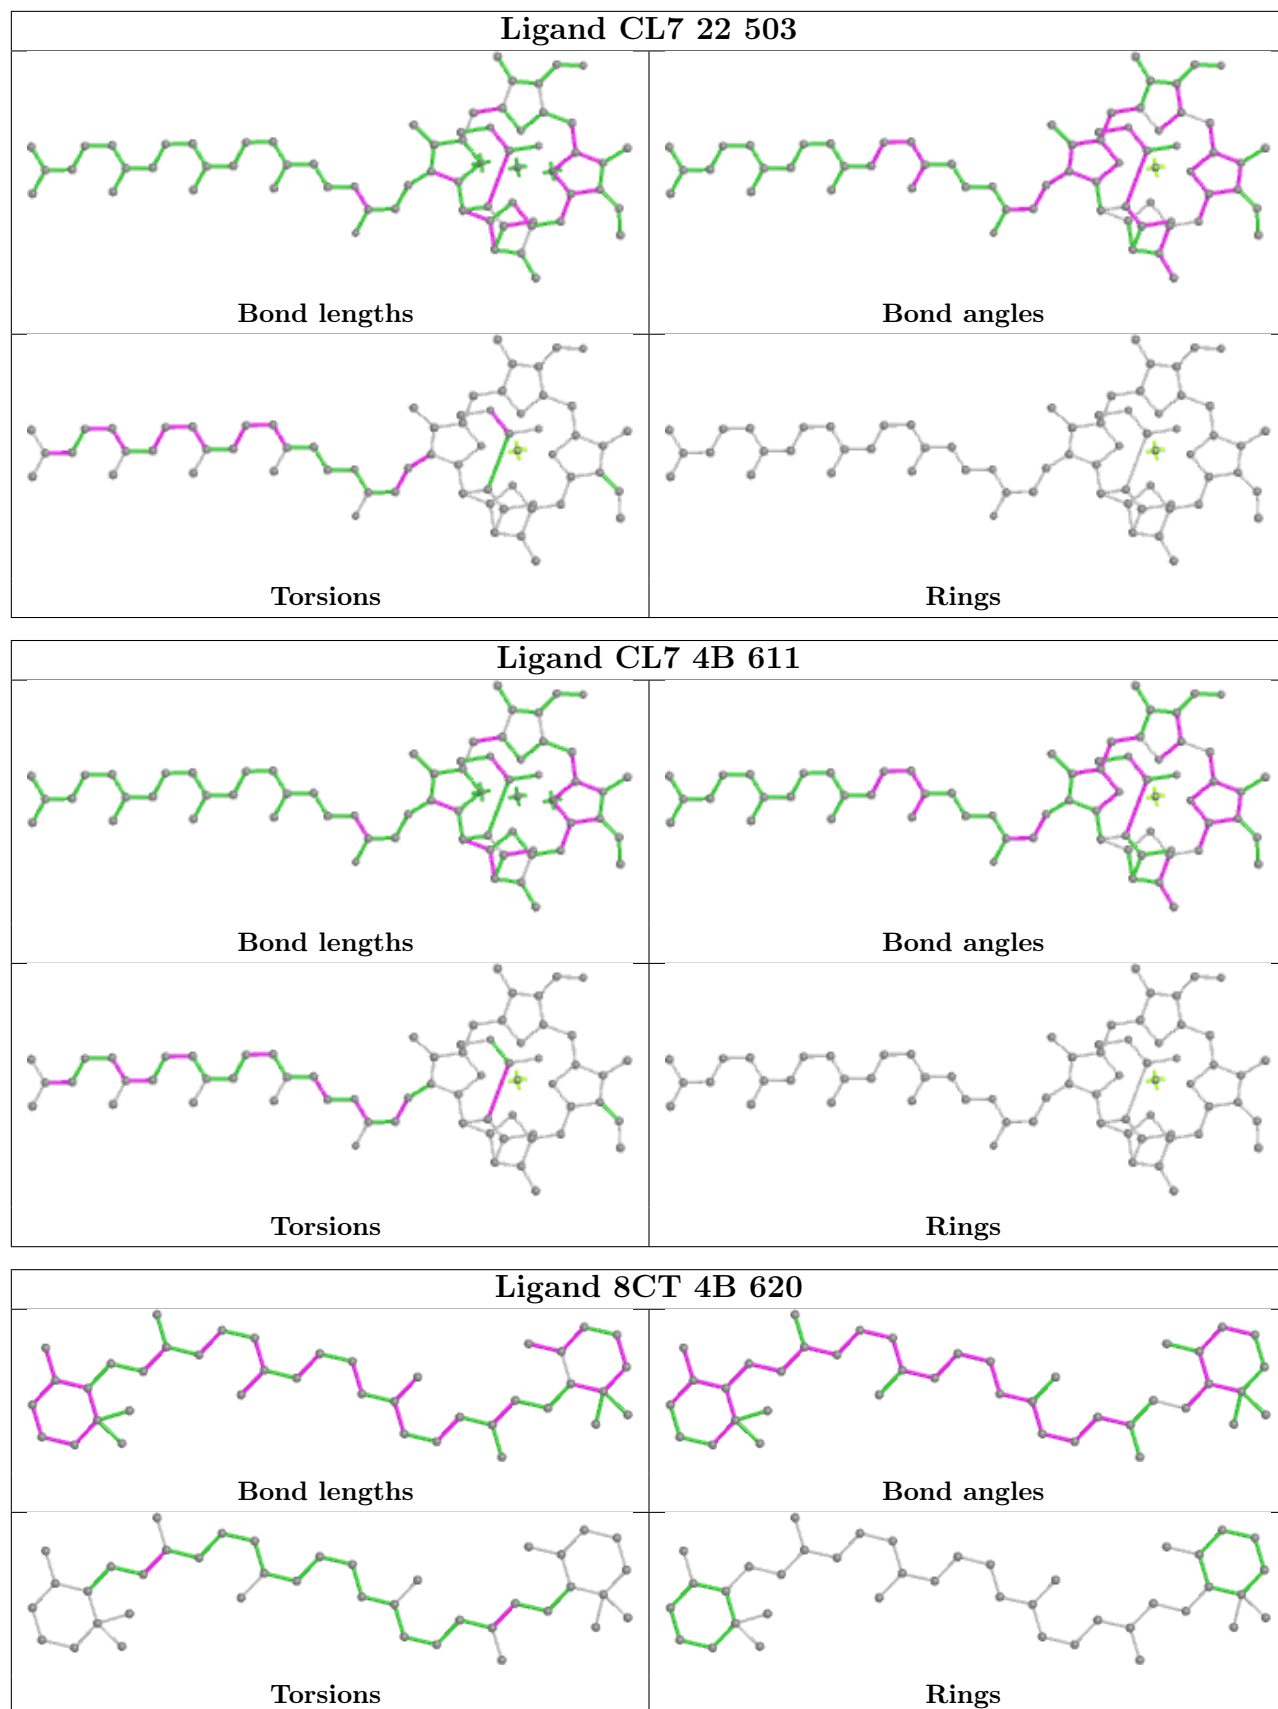 Ligand CL7 22 503
Bond lengths
Bond angles
Torsions
Rings
Ligand CL7 4B 611
Bond lengths
Bond angles
Torsions
Rings
Ligand 8CT 4B 620
Bond lengths
Bond angles
Torsions
Rings